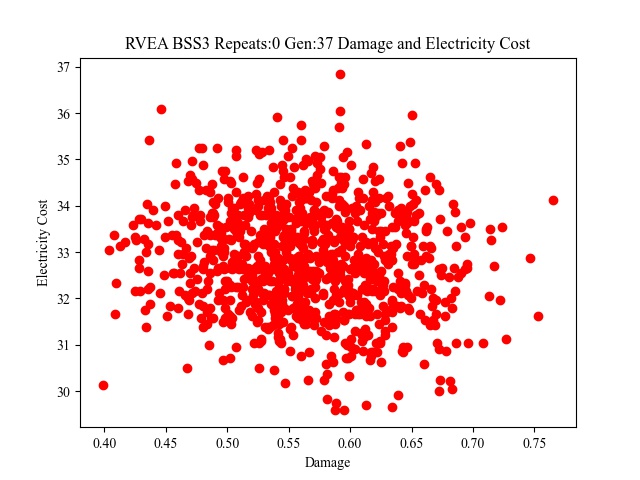 RVEA BSS3 Repeats:0 Gen:37 Damage and Electricity Cost
37
36
35
34
33
32
31
30
Electricity Cost
0.40 0.45 0.50 0.55 0.60 0.65 0.70 0.75
Damage